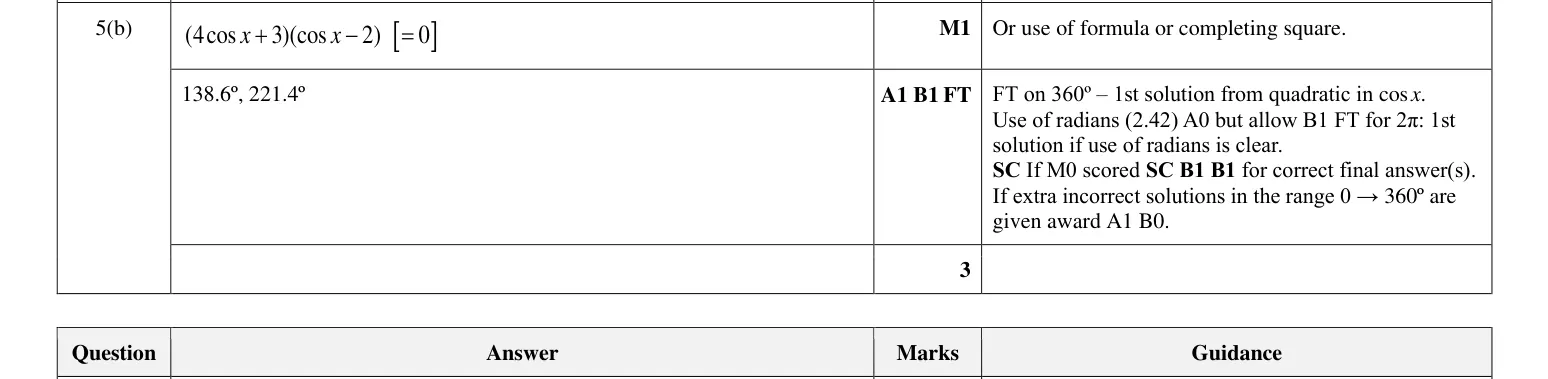 5(b)
(4cos x+3)(cos x−2) [=0]
M1
Or use of formula or completing square.
138.6º, 221.4º
A1 B1 FT
FT on 360º – 1st solution from quadratic in cos x.
Use of radians (2.42) A0 but allow B1 FT for 2π: 1st
solution if use of radians is clear.
SC If M0 scored SC B1 B1 for correct final answer(s).
If extra incorrect solutions in the range 0 → 360º are
given award A1 B0.
3
Question Answer Marks Guidance